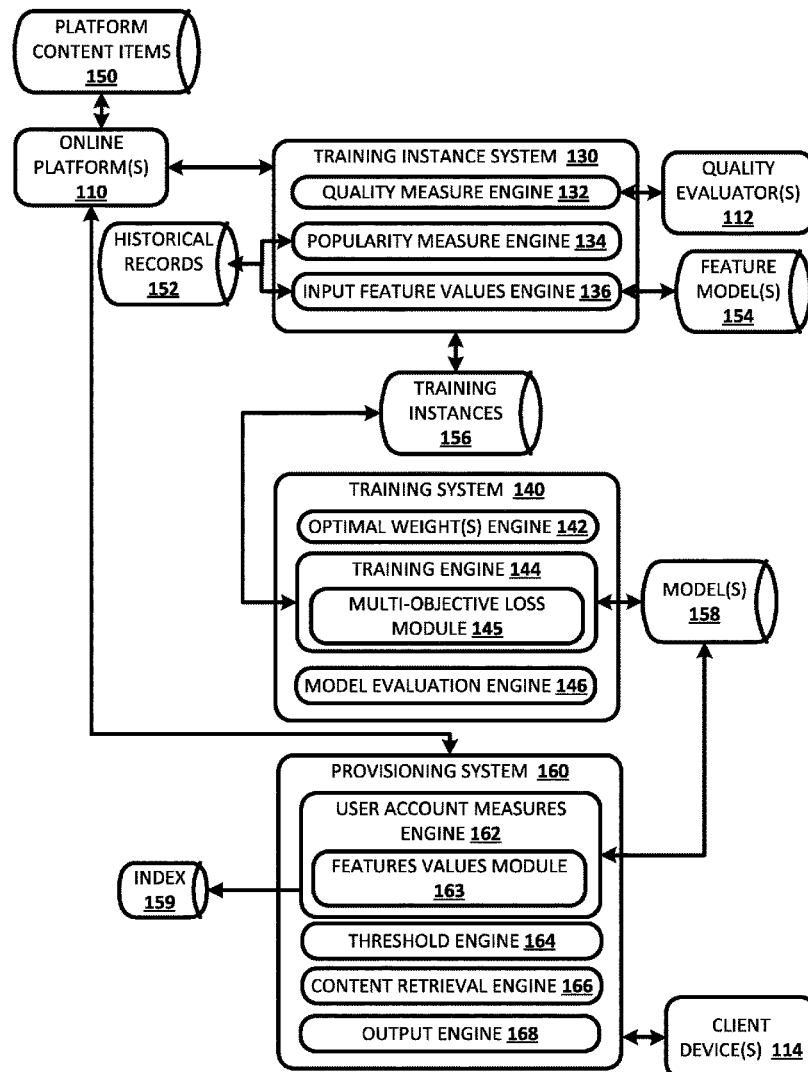 PLATFORM
CONTENT ITEMS
150
ONLINE
PLATFORM(S)
110
TRAINING INSTANCE SYSTEM 130
QUALITY MEASURE ENGINE 132
QUALITY
EVALUATOR(S)
112
HISTORICAL
RECORDS
152
POPULARITY MEASURE ENGINE 134
INPUT FEATURE VALUES ENGINE 136
FEATURE
MODEL(S)
154
TRAINING
INSTANCES
156
TRAINING SYSTEM 140
OPTIMAL WEIGHT(S) ENGINE 142
TRAINING ENGINE 144
MULTI-OBJECTIVE LOSS
MODULE 145
MODEL(S)
158
MODEL EVALUATION ENGINE 146
PROVISIONING SYSTEM 160
USER ACCOUNT MEASURES
ENGINE 162
FEATURES VALUES MODULE
163
INDEX
159
THRESHOLD ENGINE 164
CONTENT RETRIEVAL ENGINE 166
OUTPUT ENGINE 168
CLIENT
DEVICE(S) 114